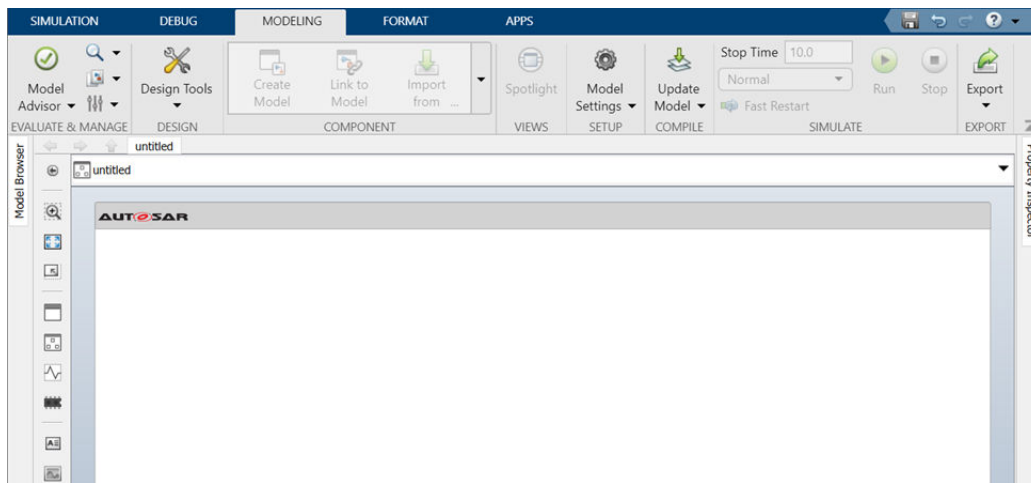 SIMULATION DEBUG MODELING FORMAT APPS
Model Advisor
Design Tools
Create Model
Link to Model
Import from ...
Spotlight
Model Settings
Update Model
Stop Time 10.0
Normal
Fast Restart
Run
Stop
Export
EVALUATE & MANAGE DESIGN COMPONENT VIEWS SETUP COMPILE SIMULATE EXPORT
Model Browser
untitled
untitled
Property Inspector
AUTOSAR